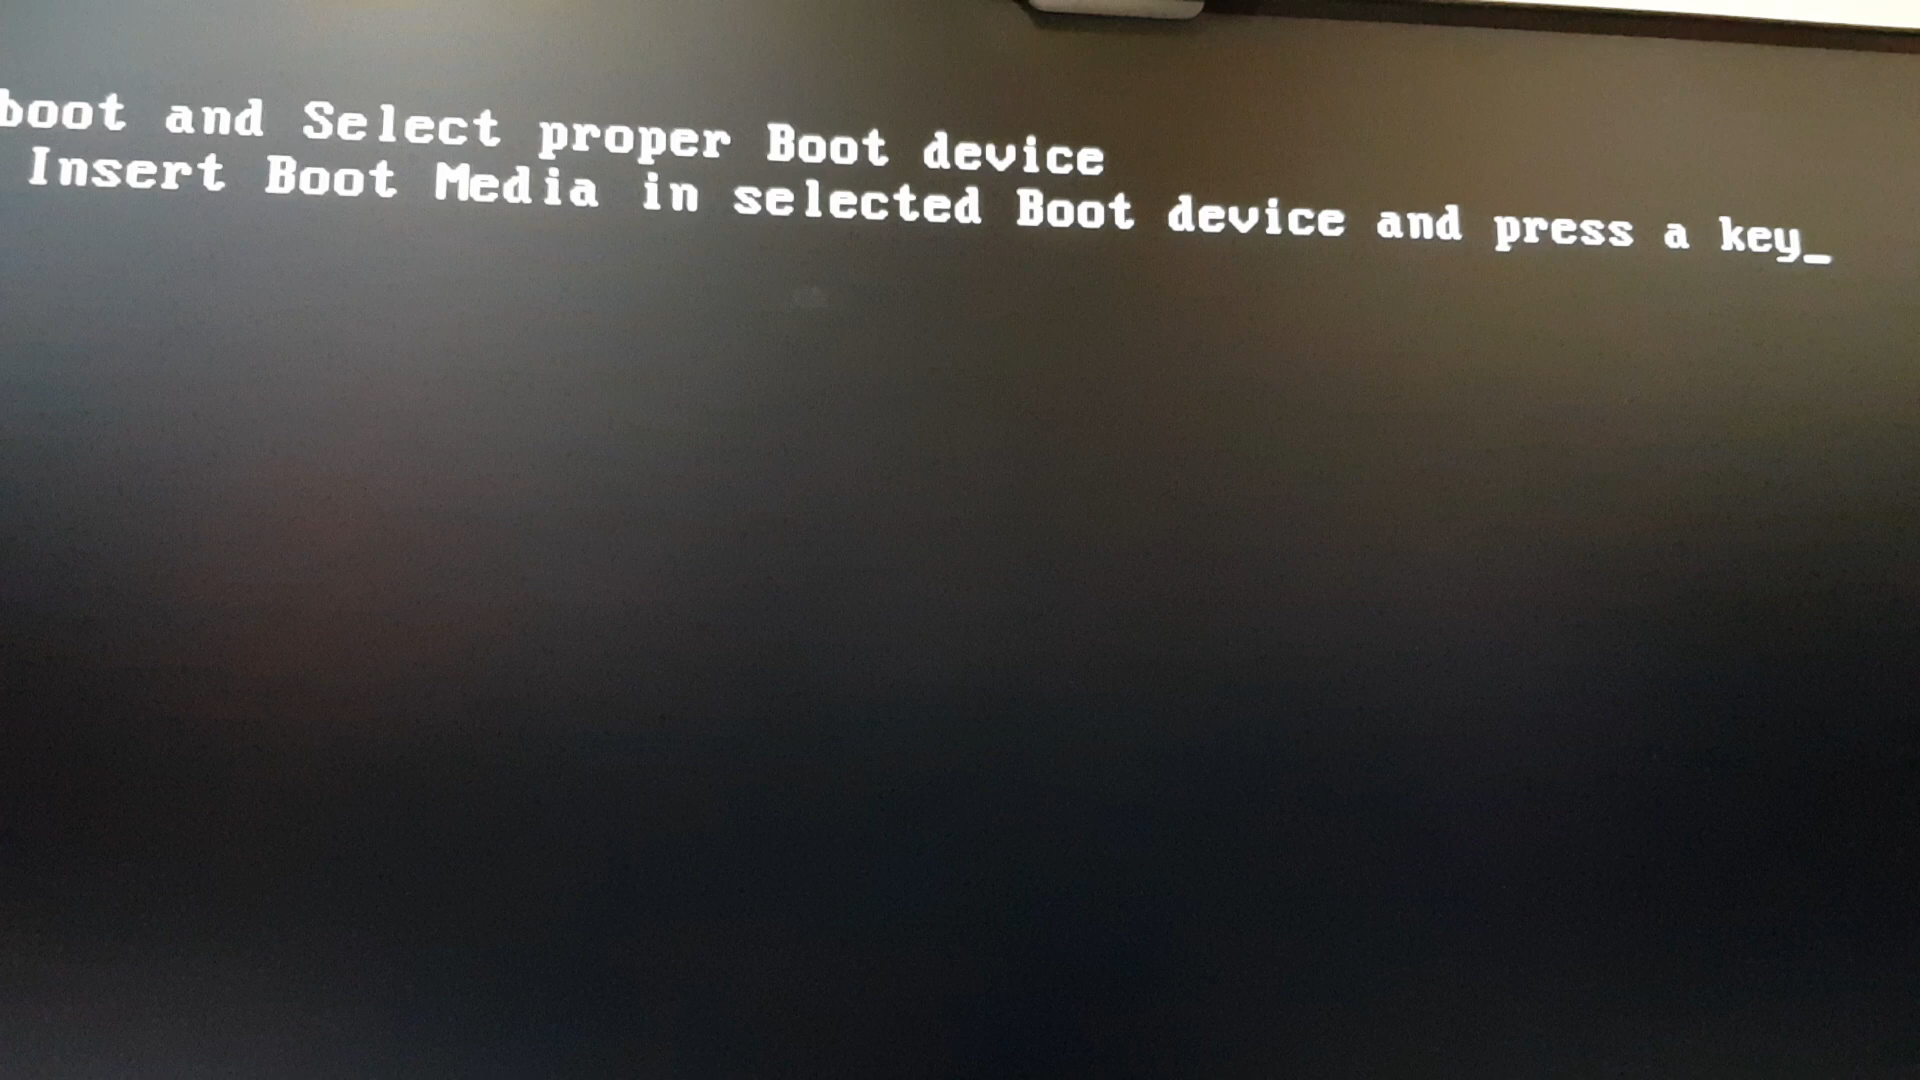 boot and Select proper Boot device
Insert Boot Media in selected Boot device and press a key_